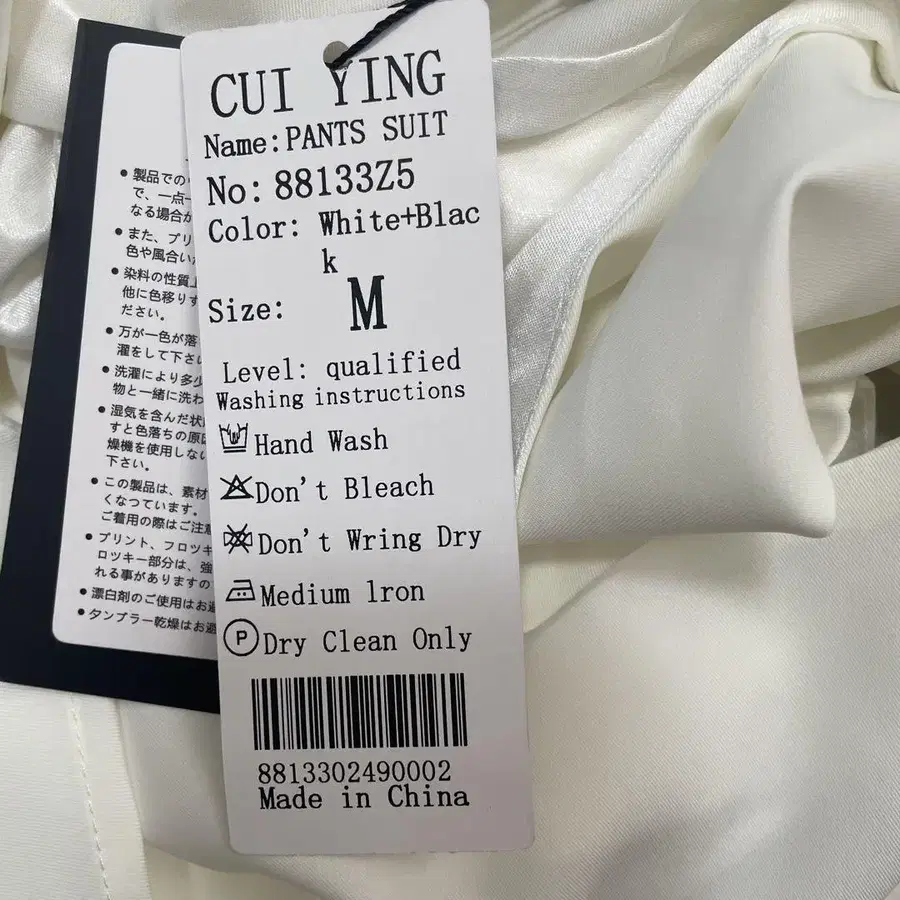 CUI YING
Name:PANTS SUIT
No: 88133Z5
Color: White+Blac
k
Size: M
Level: qualified
Washing instructions
Hand Wash
Don't Bleach
Don't Wring Dry
Medium lron
P Dry Clean Only
8813302490002
Made in China
● 製品での
で、一点一
なる場合が
● また、プリ
色や風合い
● 染料の性質上
他に色移りす
ださい。
● 万が一色が落
濯をして下さい
● 洗濯により多少
物と一緒に洗わ
● 湿気を含んだ状
すと色落ちの原因
燥機を使用しない
下さい。
● この製品は、素材
くなつています。
ご着用の際はご注意
● プリント、フロツキ
ロツキー部分は、強
れる事がありますの
● 漂白剤のご使用はお避
● タンブラー乾燥はお避